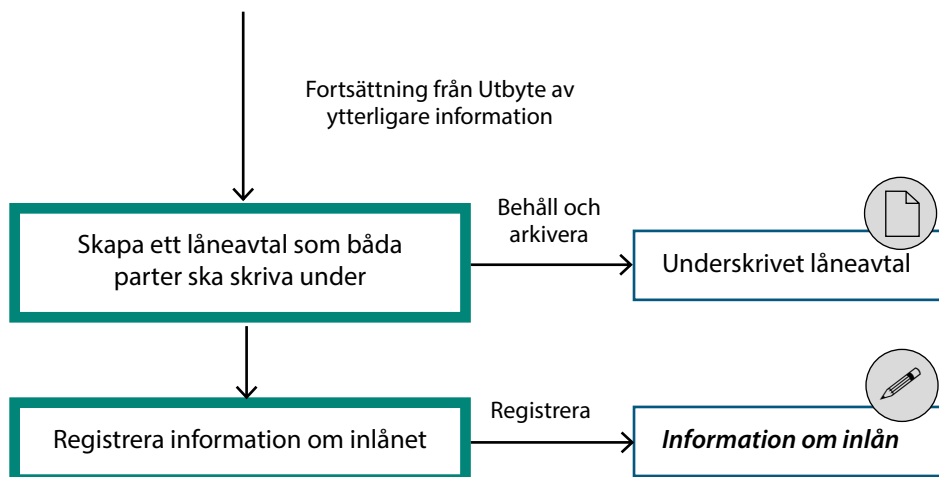 Fortsättning från Utbyte av
ytterligare information
Skapa ett låneavtal som båda
parter ska skriva under
Behåll och
arkivera
Underskrivet låneavtal
Registrera information om inlånet
Registrera
Information om inlån